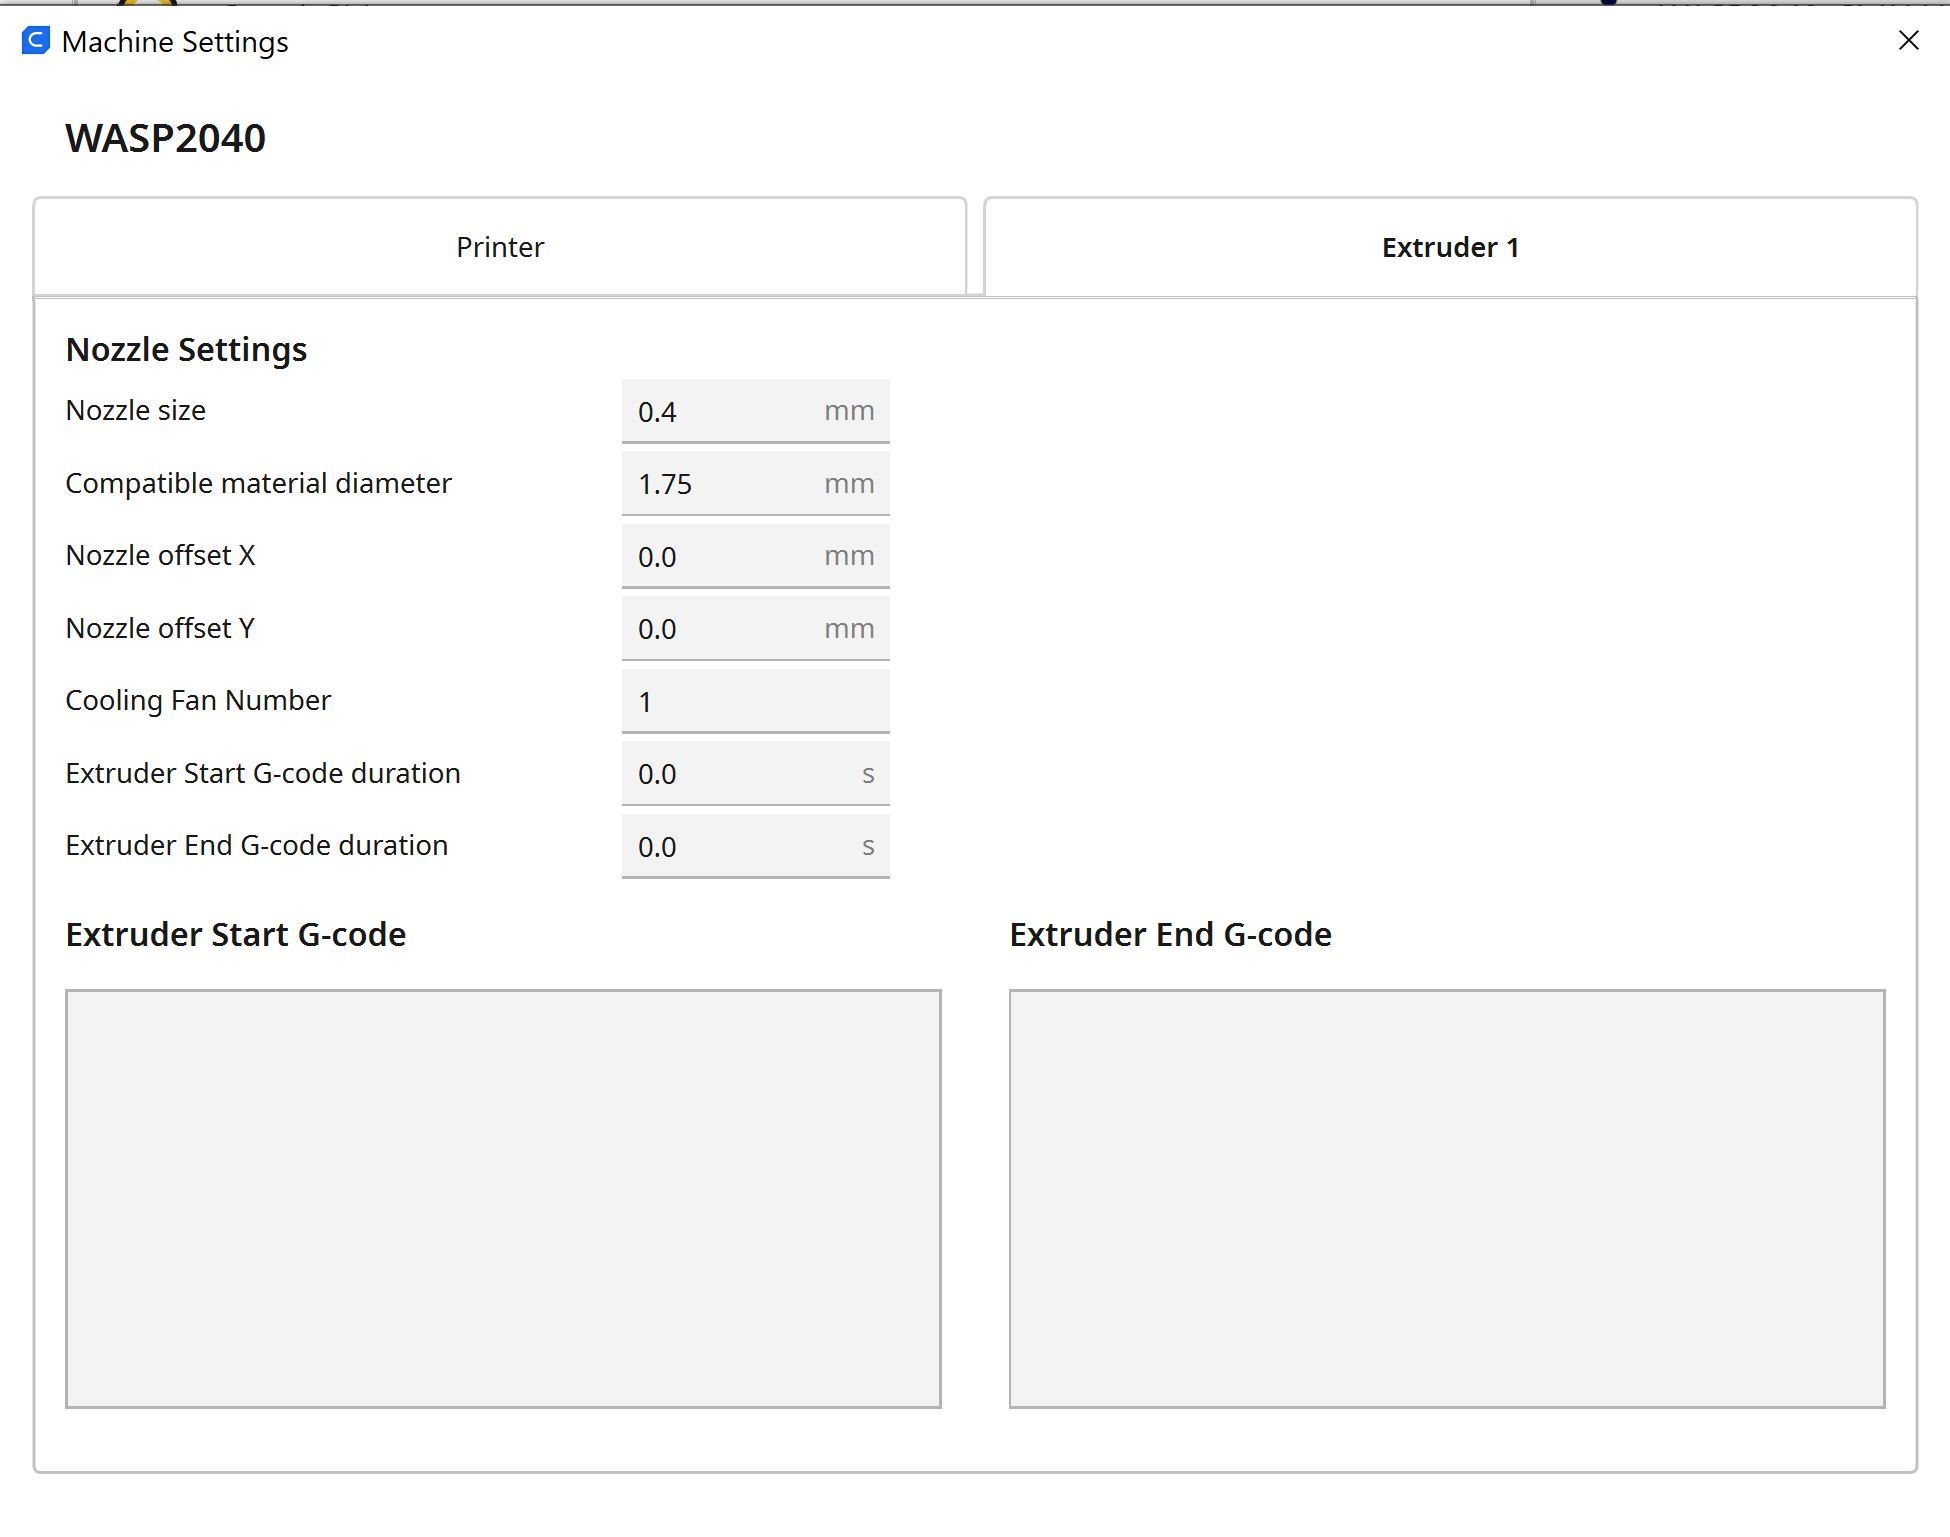 Machine Settings
WASP2040
Printer
Extruder 1
Nozzle Settings
Nozzle size 0.4 mm
Compatible material diameter 1.75 mm
Nozzle offset X 0.0 mm
Nozzle offset Y 0.0 mm
Cooling Fan Number 1
Extruder Start G-code duration 0.0 s
Extruder End G-code duration 0.0 s
Extruder Start G-code
Extruder End G-code